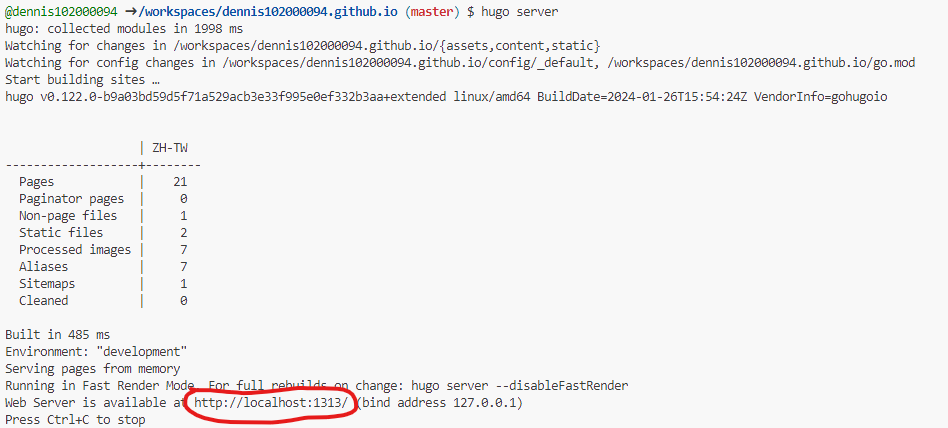 @dennis102000094 ➜/workspaces/dennis102000094.github.io (master) $ hugo server
hugo: collected modules in 1998 ms
Watching for changes in /workspaces/dennis102000094.github.io/{assets,content,static}
Watching for config changes in /workspaces/dennis102000094.github.io/config/_default, /workspaces/dennis102000094.github.io/go.mod
Start building sites …
hugo v0.122.0-b9a03bd59d5f71a529acb3e33f995e0ef332b3aa+extended linux/amd64 BuildDate=2024-01-26T15:54:24Z VendorInfo=gohugoio
| ZH-TW
-------------------+--------
Pages | 21
Paginator pages | 0
Non-page files | 1
Static files | 2
Processed images | 7
Aliases | 7
Sitemaps | 1
Cleaned | 0
Built in 485 ms
Environment: "development"
Serving pages from memory
Running in Fast Render Mode. For full rebuilds on change: hugo server --disableFastRender
Web Server is available at http://localhost:1313/ (bind address 127.0.0.1)
Press Ctrl+C to stop